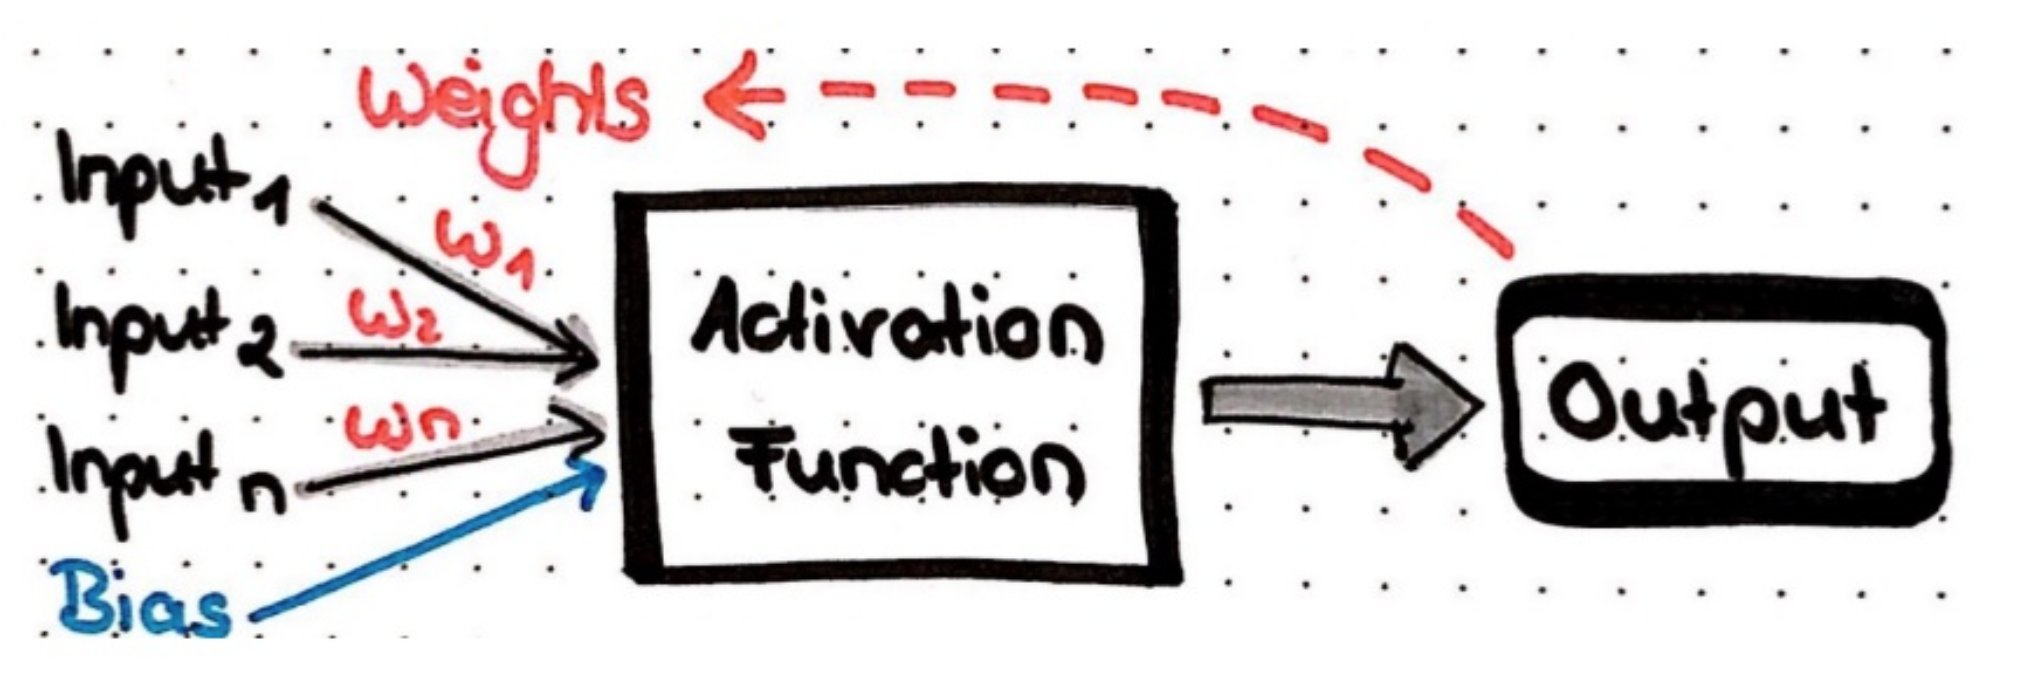 Weights
Input 1
w1
Input 2
w2
Input n
wn
Bias
Activation
Function
Output